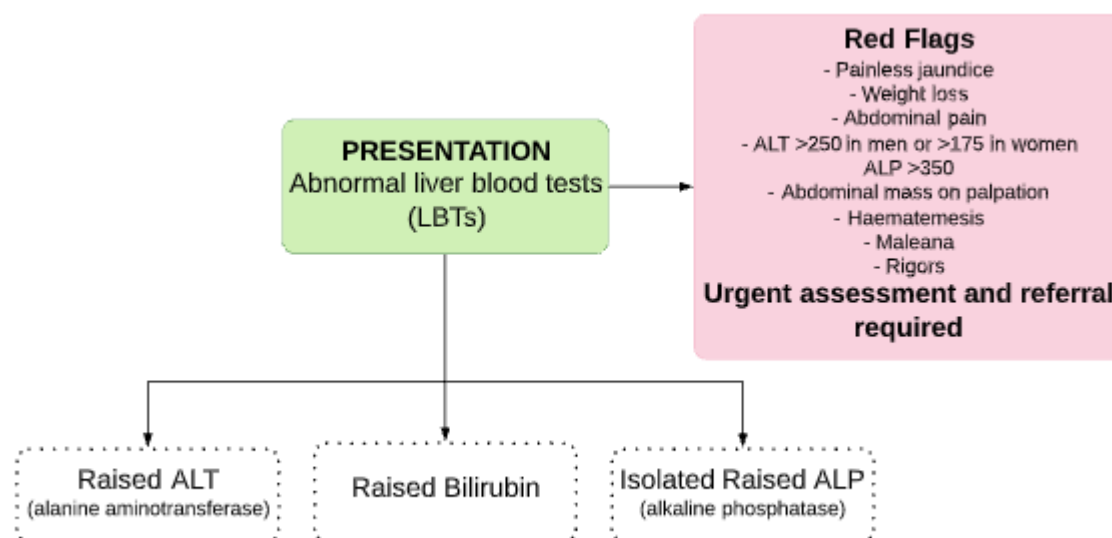 Red Flags
- Painless jaundice
- Weight loss
- Abdominal pain
- ALT >250 in men or >175 in women
ALP >350
- Abdominal mass on palpation
- Haematemesis
- Maleana
- Rigors
Urgent assessment and referral
required
PRESENTATION
Abnormal liver blood tests
(LBTs)
Raised ALT
(alanine aminotransferase)
Raised Bilirubin
Isolated Raised ALP
(alkaline phosphatase)